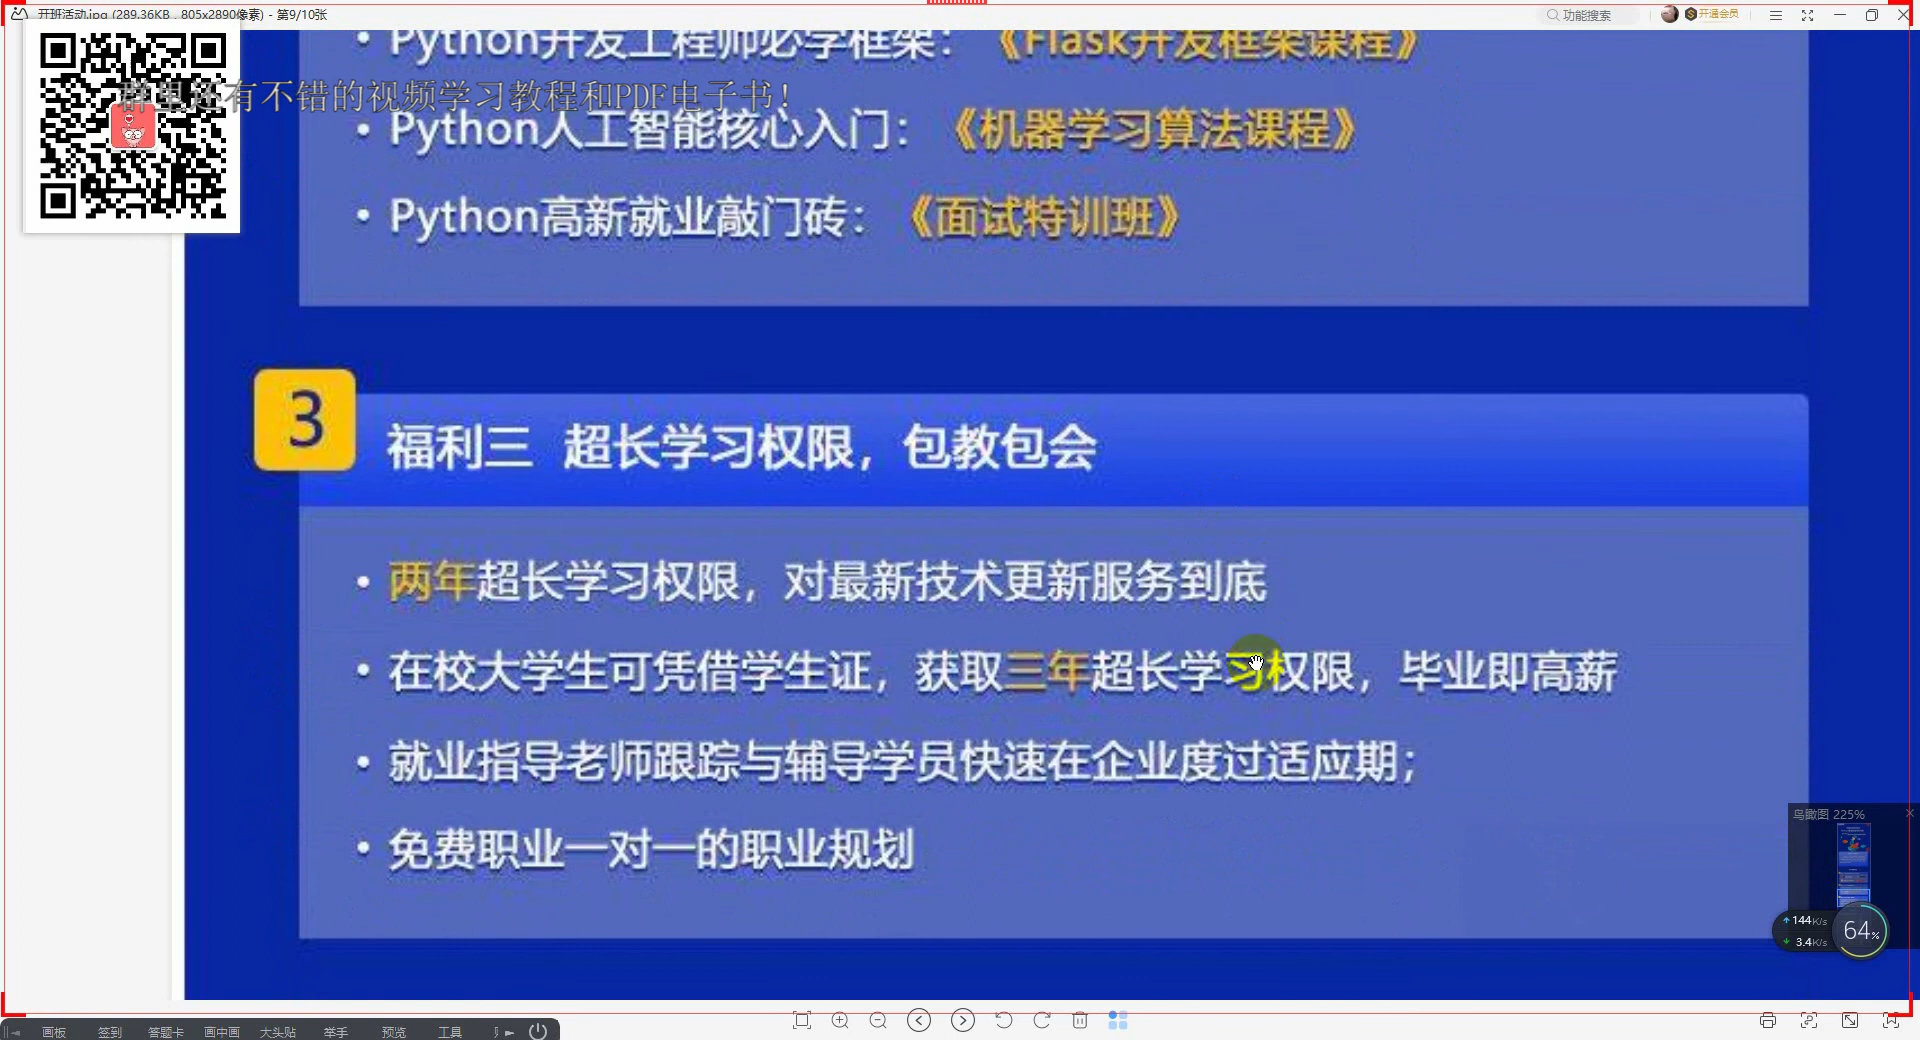 开班活动.jpg (289.36KB , 805x2890像素) - 第9/10张
功能搜索
开通会员
• Python开发工程师必学框架：《Flask开发框架课程》
群里还有不错的视频学习教程和PDF电子书！
• Python人工智能核心入门：《机器学习算法课程》
• Python高新就业敲门砖：《面试特训班》
3
福利三 超长学习权限，包教包会
• 两年超长学习权限，对最新技术更新服务到底
• 在校大学生可凭借学生证，获取三年超长学习权限，毕业即高薪
• 就业指导老师跟踪与辅导学员快速在企业度过适应期；
• 免费职业一对一的职业规划
鸟瞰图 225%
144K/s
3.4K/s
64%
画板 签到 答题卡 画中画 大头贴 举手 预览 工具